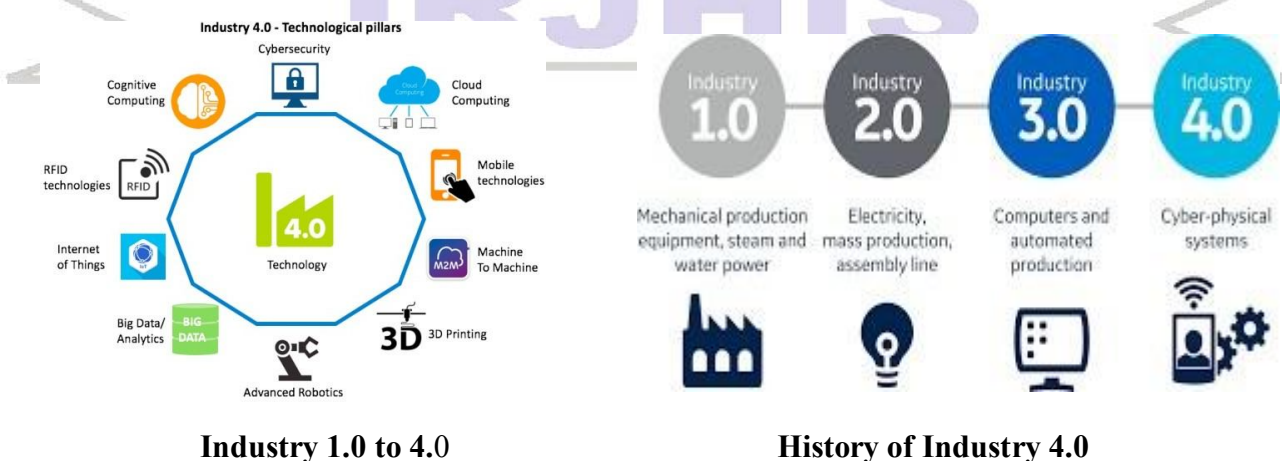 IRJHIS
Industry 4.0 - Technological pillars
Cybersecurity
Cognitive
Computing
Cloud
Computing
Cloud
Computing
RFID
technologies
RFID
Mobile
technologies
4.0
Technology
Internet
of Things
IoT
M2M
Machine
To Machine
Big Data/
Analytics
BIG
DATA
3D
3D Printing
Advanced Robotics
Industry
1.0
Industry
2.0
Industry
3.0
Industry
4.0
Mechanical production
equipment, steam and
water power
Electricity,
mass production,
assembly line
Computers and
automated
production
Cyber-physical
systems
Industry 1.0 to 4.0
History of Industry 4.0